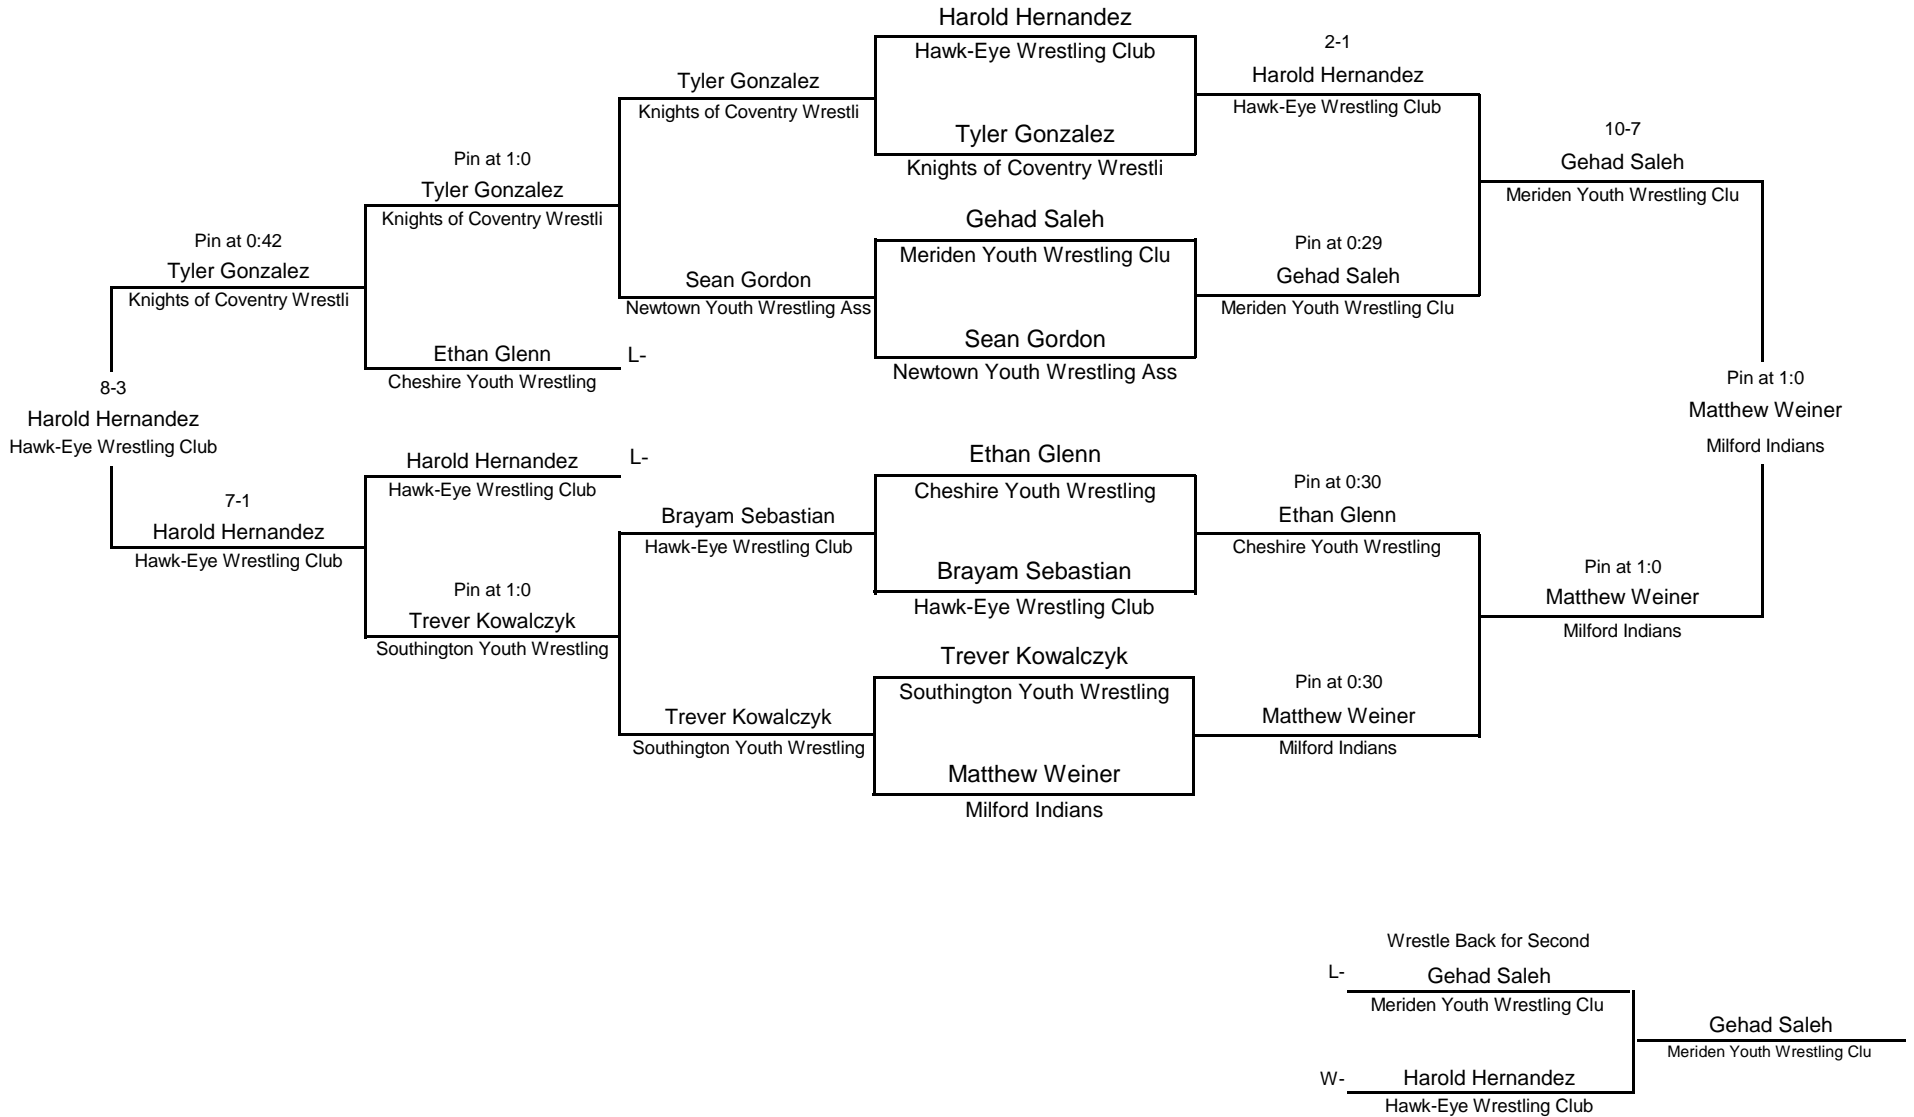 Harold Hernandez
Hawk-Eye Wrestling Club
2-1
Tyler Gonzalez
Harold Hernandez
Knights of Coventry Wrestli
Hawk-Eye Wrestling Club
Tyler Gonzalez
10-7
Pin at 1:0
Gehad Saleh
Knights of Coventry Wrestli
Tyler Gonzalez
Meriden Youth Wrestling Clu
Knights of Coventry Wrestli
Gehad Saleh
Pin at 0:42
Pin at 0:29
Meriden Youth Wrestling Clu
Tyler Gonzalez
Sean Gordon
Gehad Saleh
Knights of Coventry Wrestli
Newtown Youth Wrestling Ass
Meriden Youth Wrestling Clu
Sean Gordon
Ethan Glenn
L-
Newtown Youth Wrestling Ass
Cheshire Youth Wrestling
Pin at 1:0
8-3
Matthew Weiner
Harold Hernandez
Milford Indians
Hawk-Eye Wrestling Club
Ethan Glenn
Harold Hernandez
L-
Cheshire Youth Wrestling
Hawk-Eye Wrestling Club
Pin at 0:30
7-1
Brayam Sebastian
Ethan Glenn
Harold Hernandez
Hawk-Eye Wrestling Club
Cheshire Youth Wrestling
Hawk-Eye Wrestling Club
Brayam Sebastian
Pin at 1:0
Pin at 1:0
Matthew Weiner
Hawk-Eye Wrestling Club
Trever Kowalczyk
Milford Indians
Southington Youth Wrestling
Trever Kowalczyk
Pin at 0:30
Southington Youth Wrestling
Trever Kowalczyk
Matthew Weiner
Southington Youth Wrestling
Milford Indians
Matthew Weiner
Milford Indians
Wrestle Back for Second
L-
Gehad Saleh
Meriden Youth Wrestling Clu
Gehad Saleh
Meriden Youth Wrestling Clu
W-
Harold Hernandez
Hawk-Eye Wrestling Club